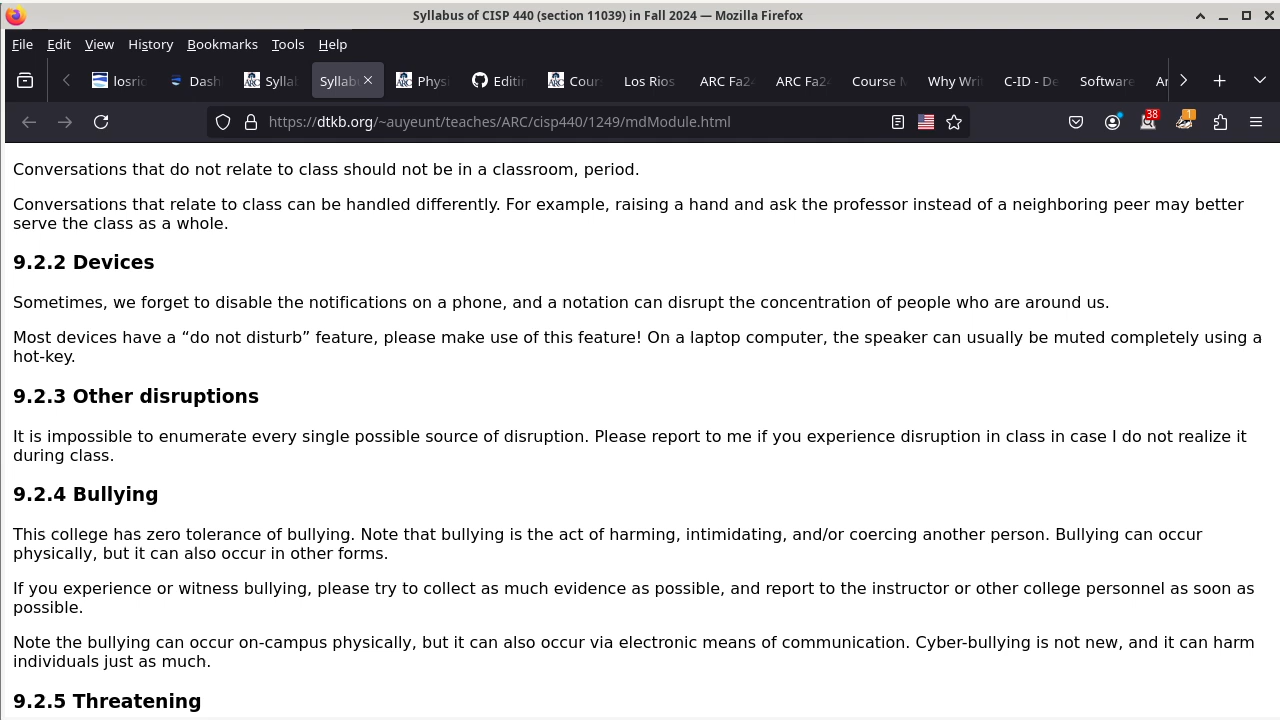 Syllabus of CISP 440 (section 11039) in Fall 2024 — Mozilla Firefox
File Edit View History Bookmarks Tools Help
losrio Dash Syllab Syllab Physi Editin Cours Los Rios ARC Fa24 ARC Fa24 Course M Why Writ C-ID - De Software Ar
https://dtkb.org/~auyeunt/teaches/ARC/cisp440/1249/mdModule.html 38 1
Conversations that do not relate to class should not be in a classroom, period.
Conversations that relate to class can be handled differently. For example, raising a hand and ask the professor instead of a neighboring peer may better
serve the class as a whole.
9.2.2 Devices
Sometimes, we forget to disable the notifications on a phone, and a notation can disrupt the concentration of people who are around us.
Most devices have a “do not disturb” feature, please make use of this feature! On a laptop computer, the speaker can usually be muted completely using a
hot-key.
9.2.3 Other disruptions
It is impossible to enumerate every single possible source of disruption. Please report to me if you experience disruption in class in case I do not realize it
during class.
9.2.4 Bullying
This college has zero tolerance of bullying. Note that bullying is the act of harming, intimidating, and/or coercing another person. Bullying can occur
physically, but it can also occur in other forms.
If you experience or witness bullying, please try to collect as much evidence as possible, and report to the instructor or other college personnel as soon as
possible.
Note the bullying can occur on-campus physically, but it can also occur via electronic means of communication. Cyber-bullying is not new, and it can harm
individuals just as much.
9.2.5 Threatening